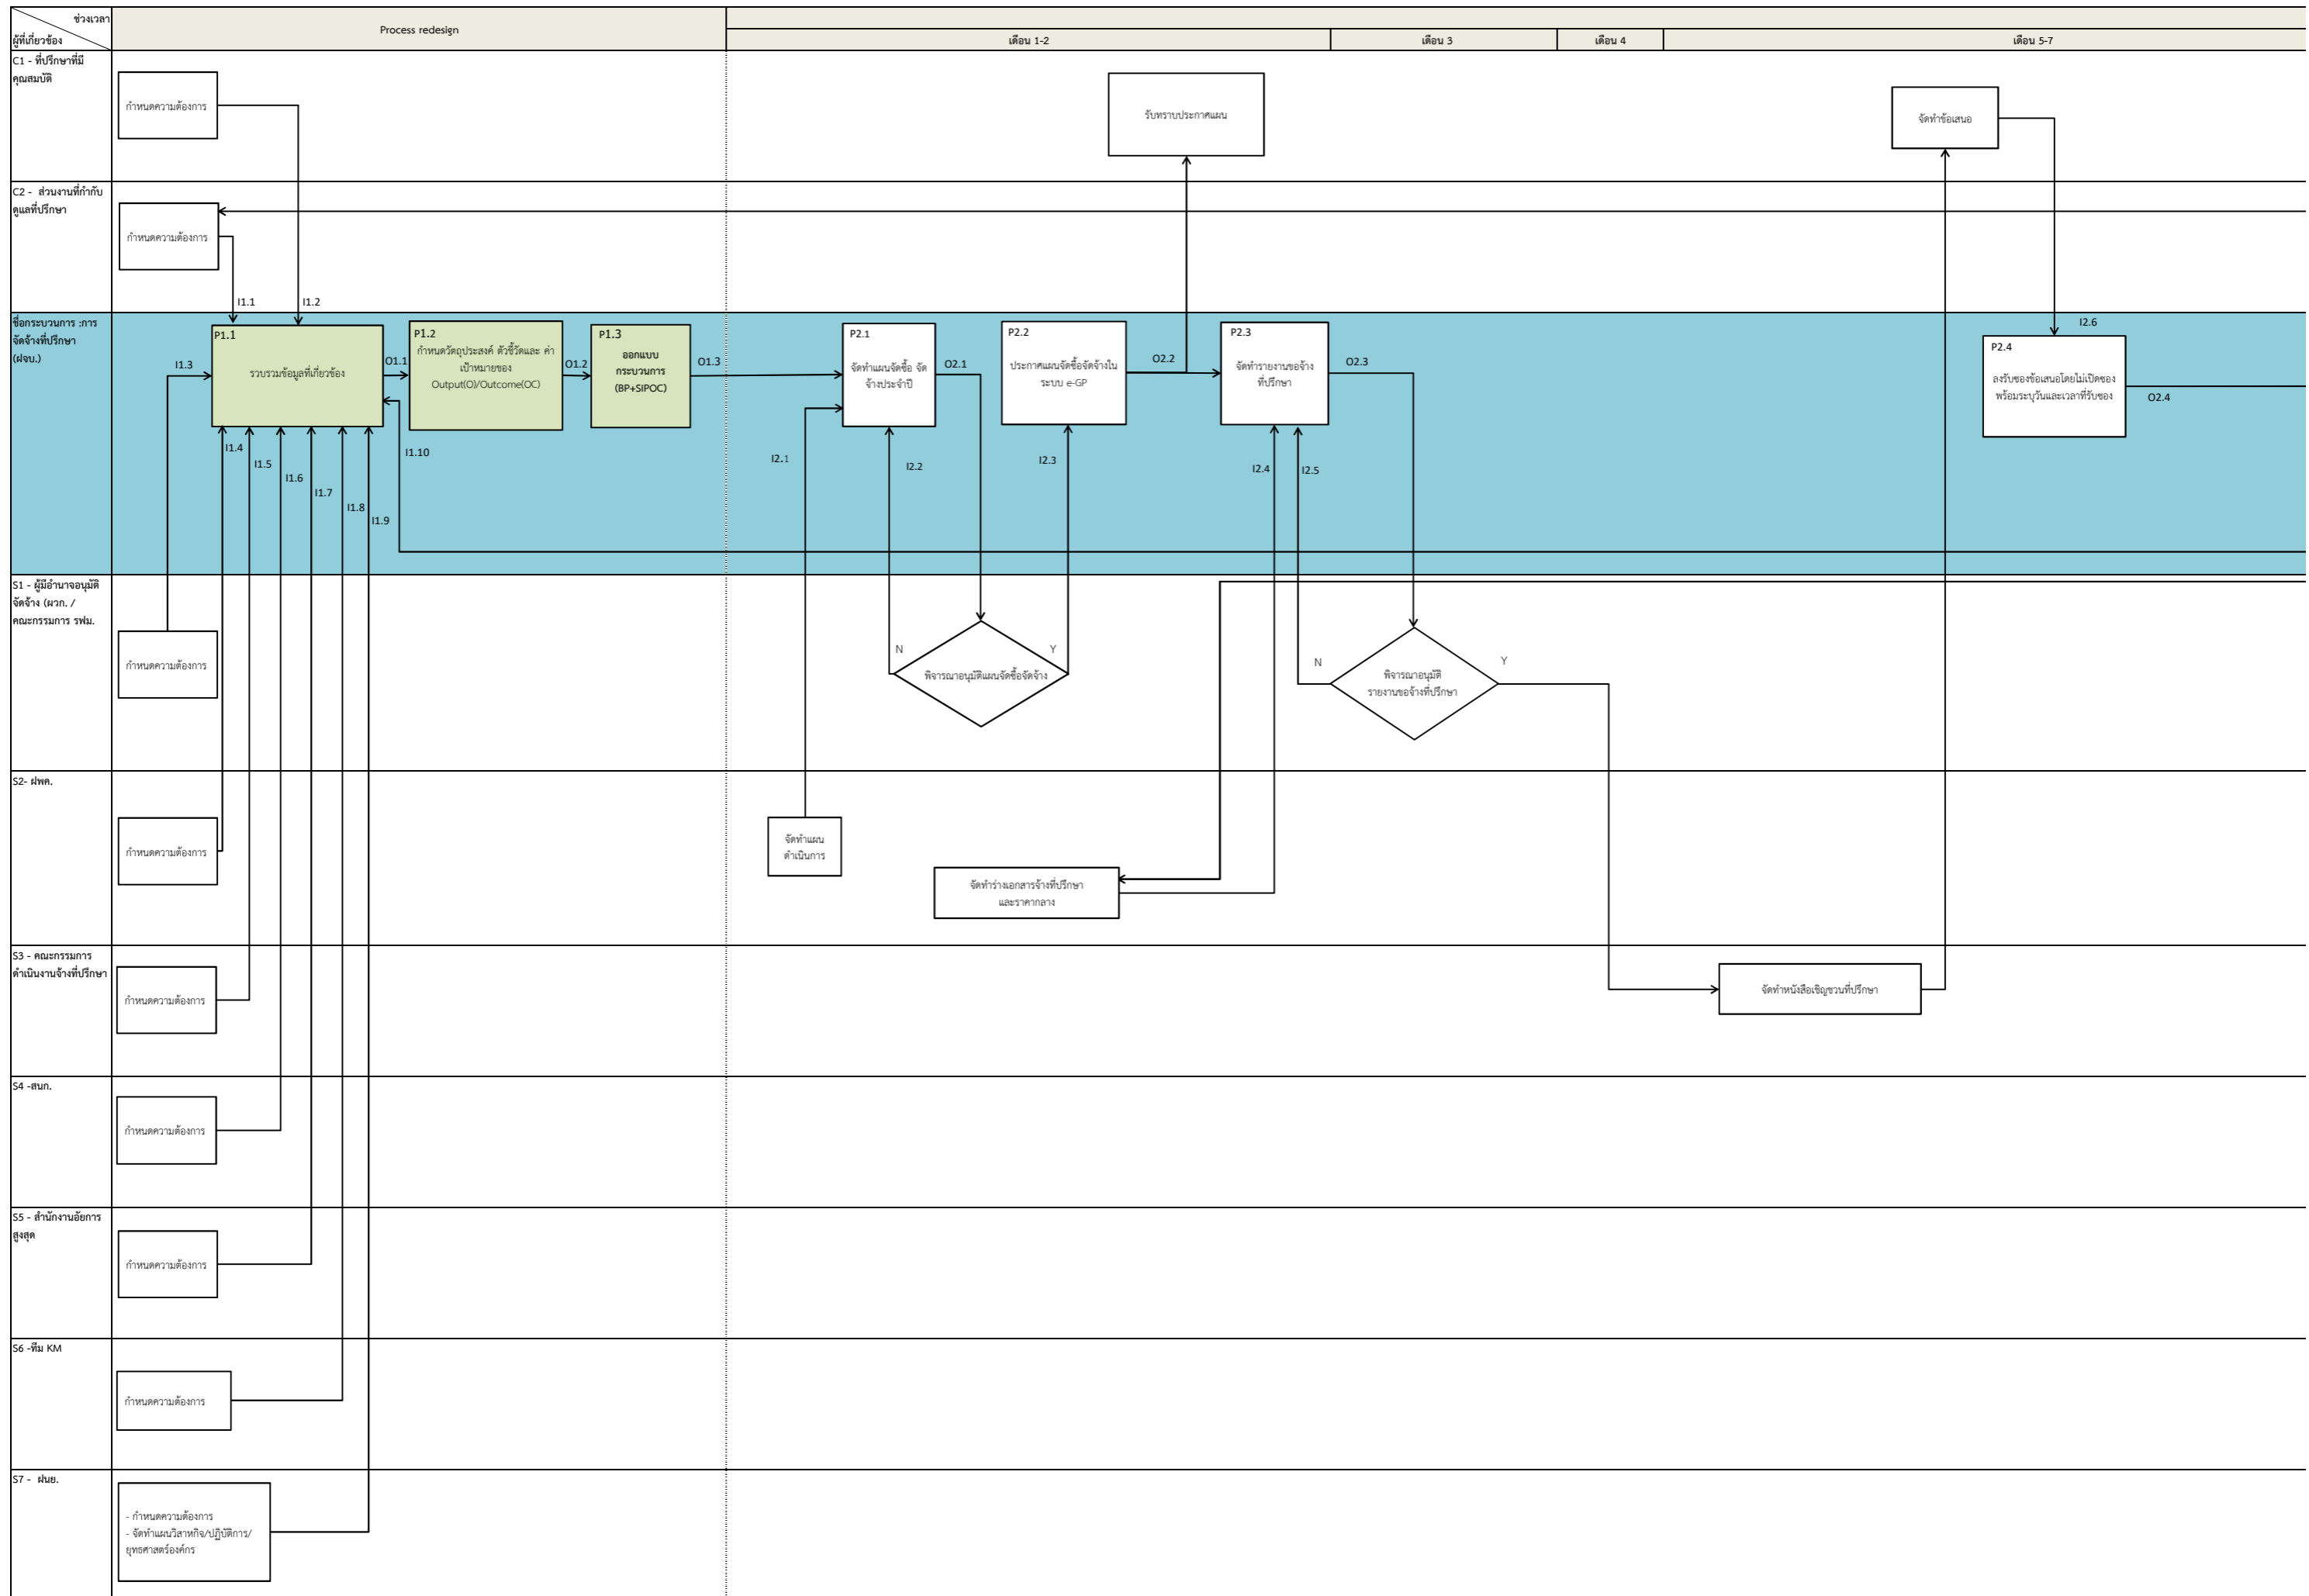 ช่วงเวลา
ผู้ที่เกี่ยวข้อง
Process redesign
เดือน 1-2
เดือน 3
เดือน 4
เดือน 5-7
C1 - ที่ปรึกษาที่มี
คุณสมบัติ
กำหนดความต้องการ
รับทราบประกาศแผน
จัดทำข้อเสนอ
C2 - ส่วนงานที่กำกับ
ดูแลที่ปรึกษา
กำหนดความต้องการ
I1.1
I1.2
ชื่อกระบวนการ :การ
จัดจ้างที่ปรึกษา
(ฝจบ.)
I1.3
P1.1
รวบรวมข้อมูลที่เกี่ยวข้อง
O1.1
P1.2
กำหนดวัตถุประสงค์ ตัวชี้วัดและ ค่า
เป้าหมายของ
Output(O)/Outcome(OC)
O1.2
P1.3
ออกแบบ
กระบวนการ
(BP+SIPOC)
O1.3
P2.1
จัดทำแผนจัดซื้อ จัด
จ้างประจำปี
O2.1
P2.2
ประกาศแผนจัดซื้อจัดจ้างใน
ระบบ e-GP
O2.2
P2.3
จัดทำรายงานขอจ้าง
ที่ปรึกษา
O2.3
I2.6
P2.4
ลงรับซองข้อเสนอโดยไม่เปิดซอง
พร้อมระบุวันและเวลาที่รับซอง
O2.4
I1.4
I1.5
I1.6
I1.7
I1.8
I1.9
I1.10
I2.1
I2.2
I2.3
I2.4
I2.5
S1 - ผู้มีอำนาจอนุมัติ
จัดจ้าง (ผวก. /
คณะกรรมการ รฟม.
กำหนดความต้องการ
N
Y
พิจารณาอนุมัติแผนจัดซื้อจัดจ้าง
N
Y
พิจารณาอนุมัติ
รายงานขอจ้างที่ปรึกษา
S2- ฝพค.
กำหนดความต้องการ
จัดทำแผน
ดำเนินการ
จัดทำร่างเอกสารจ้างที่ปรึกษา
และราคากลาง
S3 - คณะกรรมการ
ดำเนินงานจ้างที่ปรึกษา
กำหนดความต้องการ
จัดทำหนังสือเชิญชวนที่ปรึกษา
S4 -สนก.
กำหนดความต้องการ
S5 - สำนักงานอัยการ
สูงสุด
กำหนดความต้องการ
S6 -ทีม KM
กำหนดความต้องการ
S7 - ฝนย.
- กำหนดความต้องการ
- จัดทำแผนวิสาหกิจ/ปฏิบัติการ/
ยุทธศาสตร์องค์กร